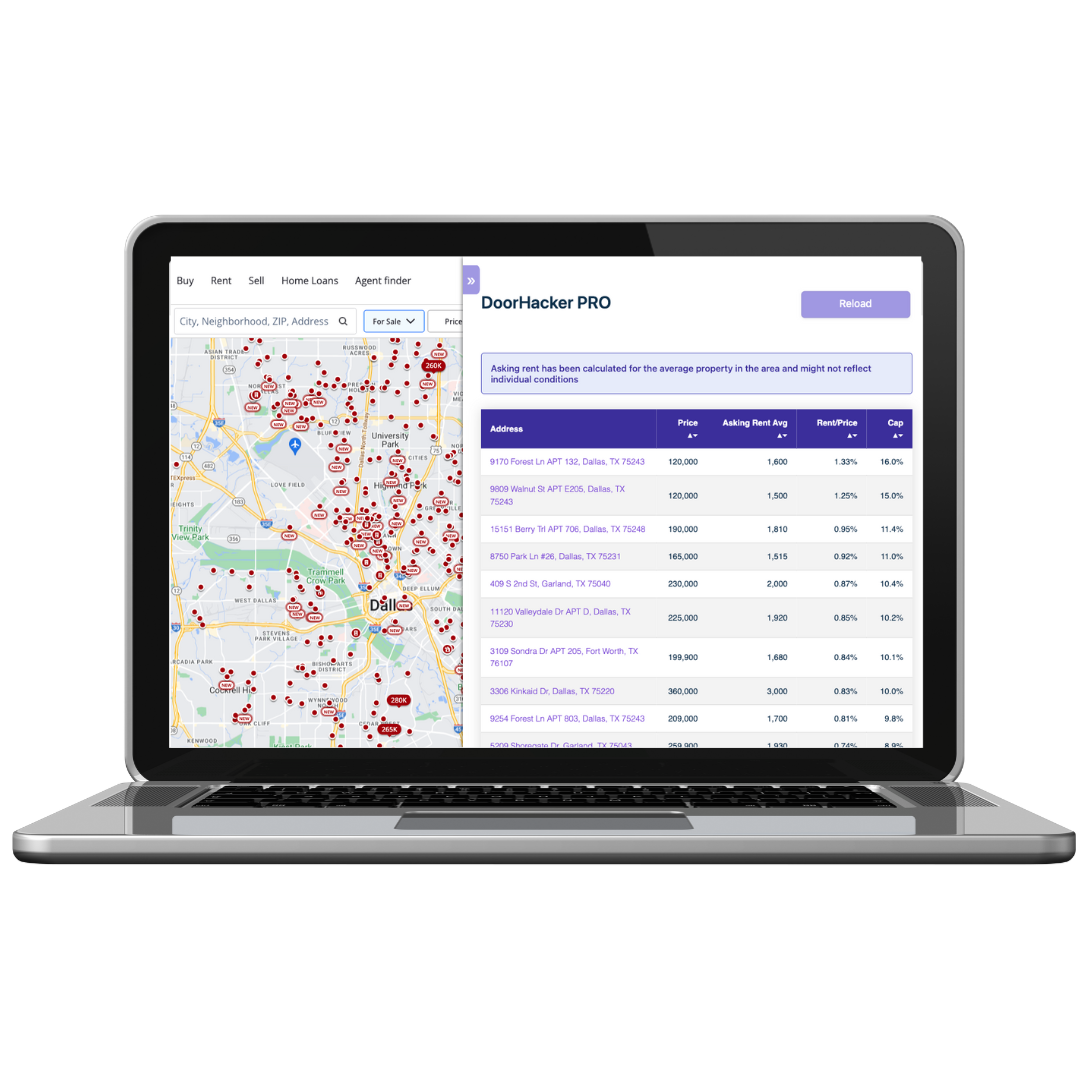 Buy Rent Sell Home Loans Agent finder
City, Neighborhood, ZIP, Address
For Sale
Price
ASIAN TRADE
DISTRICT
RUSSWOOD
ACRES
NEW
260K
354
University
Park
LOVE FIELD
Highland Park
Trinity
View Park
356
Trammell
Crow Park
DEEP ELLUM
WEST DALLAS
Dallas
STEVENS
PARK VILLAGE
BISHOP ARTS
DISTRICT
280K
265K
KENWOOD
»
DoorHacker PRO
Reload
Asking rent has been calculated for the average property in the area and might not reflect
individual conditions
Address Price Asking Rent Avg Rent/Price Cap
9170 Forest Ln APT 132, Dallas, TX 75243 120,000 1,600 1.33% 16.0%
9809 Walnut St APT E205, Dallas, TX
75243 120,000 1,500 1.25% 15.0%
15151 Berry Trl APT 706, Dallas, TX 75248 190,000 1,810 0.95% 11.4%
8750 Park Ln #26, Dallas, TX 75231 165,000 1,515 0.92% 11.0%
409 S 2nd St, Garland, TX 75040 230,000 2,000 0.87% 10.4%
11120 Valleydale Dr APT D, Dallas, TX
75230 225,000 1,920 0.85% 10.2%
3109 Sondra Dr APT 205, Fort Worth, TX
76107 199,900 1,680 0.84% 10.1%
3306 Kinkaid Dr, Dallas, TX 75220 360,000 3,000 0.83% 10.0%
9254 Forest Ln APT 803, Dallas, TX 75243 209,000 1,700 0.81% 9.8%
5209 Shoregate Dr, Garland, TX 75043 259,900 1,930 0.74% 8.9%